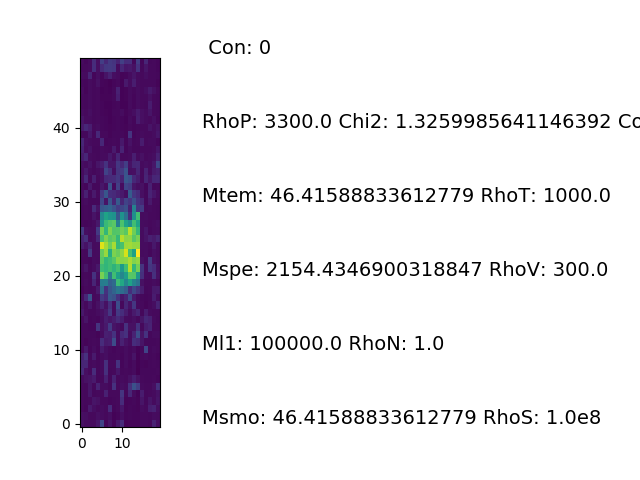 Con: 0
RhoP: 3300.0 Chi2: 1.3259985641146392 Co
Mtem: 46.41588833612779 RhoT: 1000.0
Mspe: 2154.4346900318847 RhoV: 300.0
Ml1: 100000.0 RhoN: 1.0
Msmo: 46.41588833612779 RhoS: 1.0e8
40
30
20
10
0
0 10